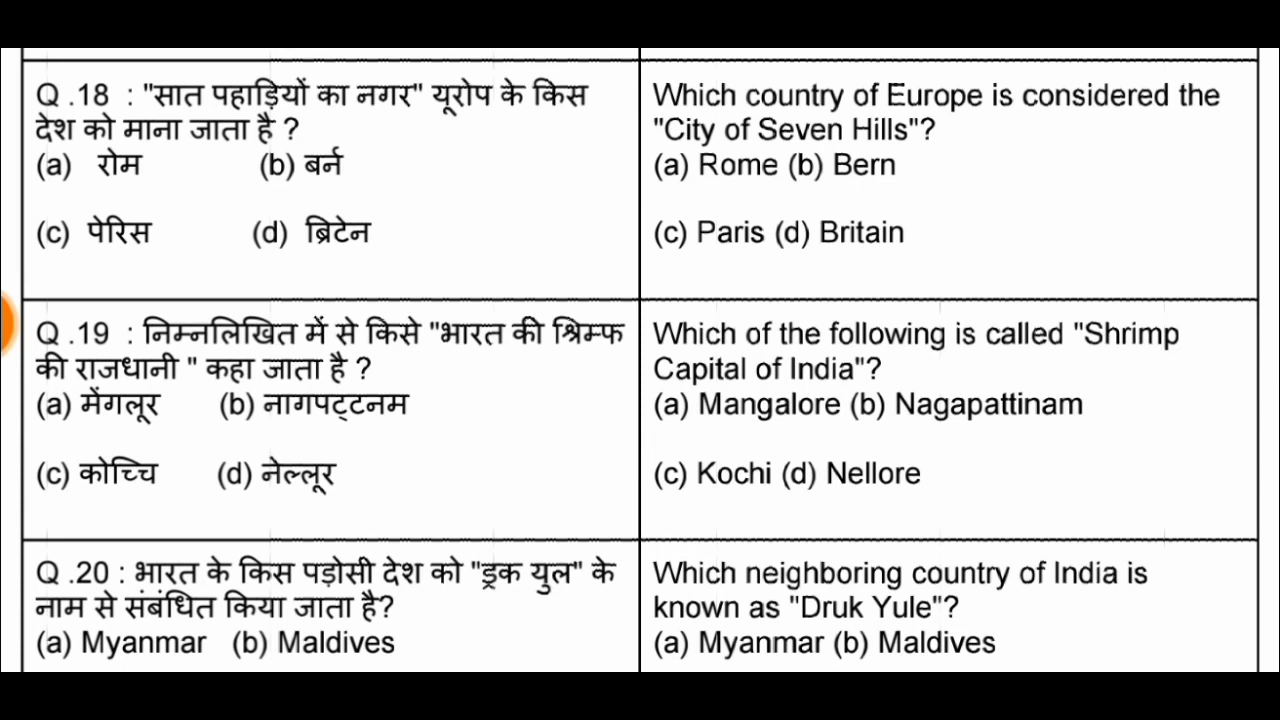 Q .18 : "सात पहाड़ियों का नगर" यूरोप के किस
देश को माना जाता है ?
(a) रोम (b) बर्न
(c) पेरिस (d) ब्रिटेन
Which country of Europe is considered the
"City of Seven Hills"?
(a) Rome (b) Bern
(c) Paris (d) Britain
Q .19 : निम्नलिखित में से किसे "भारत की श्रिम्फ
की राजधानी " कहा जाता है ?
(a) मेंगलूर (b) नागपट्टनम
(c) कोच्चि (d) नेल्लूर
Which of the following is called "Shrimp
Capital of India"?
(a) Mangalore (b) Nagapattinam
(c) Kochi (d) Nellore
Q .20 : भारत के किस पड़ोसी देश को "ड्रक युल" के
नाम से संबंधित किया जाता है?
(a) Myanmar (b) Maldives
Which neighboring country of India is
known as "Druk Yule"?
(a) Myanmar (b) Maldives